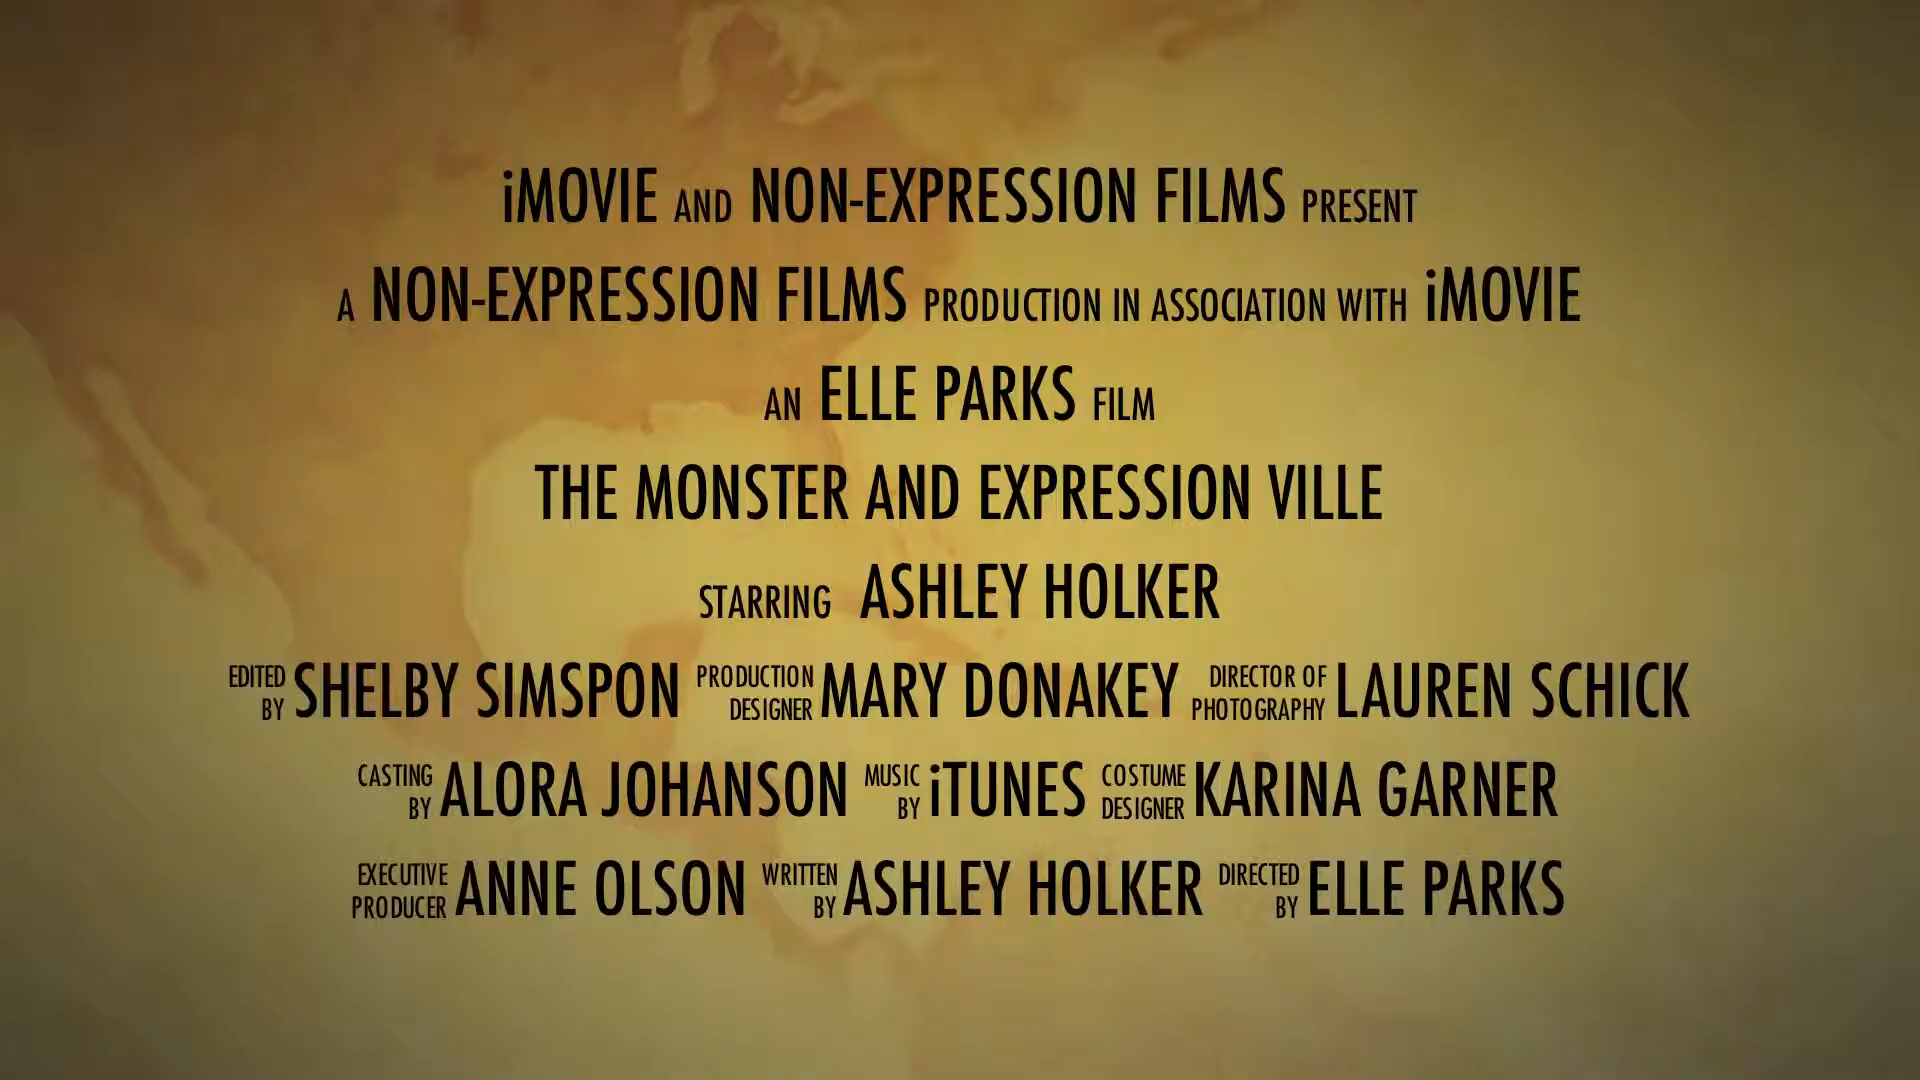 iMOVIE AND NON-EXPRESSION FILMS PRESENT
A NON-EXPRESSION FILMS PRODUCTION IN ASSOCIATION WITH iMOVIE
AN ELLE PARKS FILM
THE MONSTER AND EXPRESSION VILLE
STARRING ASHLEY HOLKER
EDITED BY SHELBY SIMSPON PRODUCTION DESIGNER MARY DONAKEY DIRECTOR OF PHOTOGRAPHY LAUREN SCHICK
CASTING BY ALORA JOHANSON MUSIC BY iTUNES COSTUME DESIGNER KARINA GARNER
EXECUTIVE PRODUCER ANNE OLSON WRITTEN BY ASHLEY HOLKER DIRECTED BY ELLE PARKS